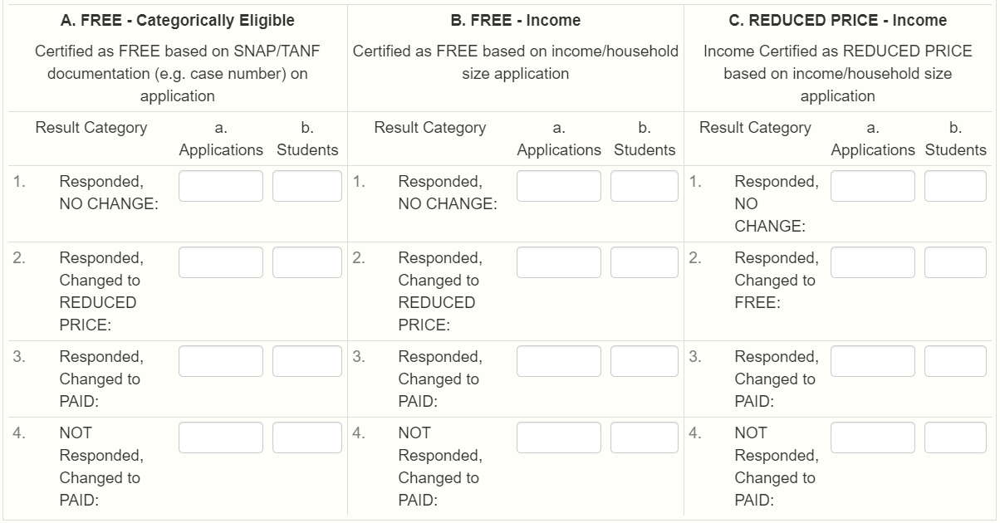 A. FREE - Categorically Eligible
Certified as FREE based on SNAP/TANF
documentation (e.g. case number) on
application
B. FREE - Income
Certified as FREE based on income/household
size application
C. REDUCED PRICE - Income
Income Certified as REDUCED PRICE
based on income/household size
application
Result Category a. b.
Applications Students
Result Category a. b.
Applications Students
Result Category a. b.
Applications Students
1. Responded,
NO CHANGE:
1. Responded,
NO CHANGE:
1. Responded,
NO
CHANGE:
2. Responded,
Changed to
REDUCED
PRICE:
2. Responded,
Changed to
REDUCED
PRICE:
2. Responded,
Changed to
FREE:
3. Responded,
Changed to
PAID:
3. Responded,
Changed to
PAID:
3. Responded,
Changed to
PAID:
4. NOT
Responded,
Changed to
PAID:
4. NOT
Responded,
Changed to
PAID:
4. NOT
Responded,
Changed to
PAID: